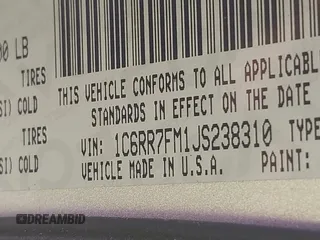 00 LB
TIRES
SI) COLD
TIRES
SI) COLD
THIS VEHICLE CONFORMS TO ALL APPLICABL
STANDARDS IN EFFECT ON THE DATE
VIN: 1C6RR7FM1JS238310 TYPE
VEHICLE MADE IN U.S.A. PAINT:
DREAMBID